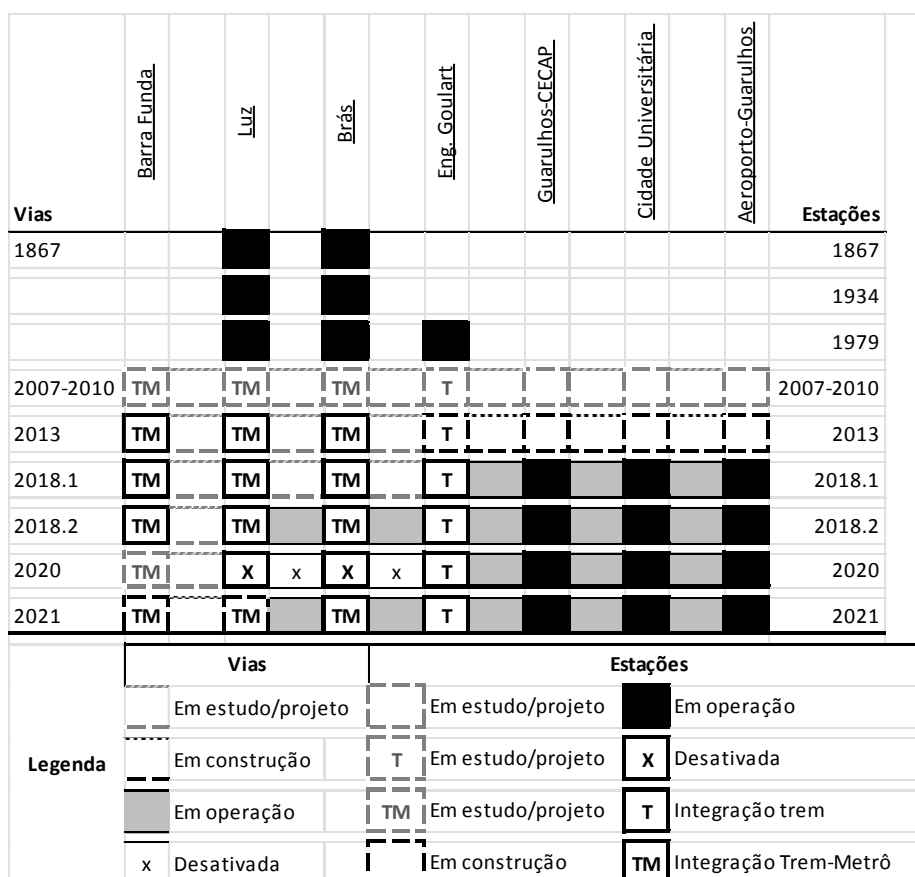 Vias Barra Funda Luz Brás Eng. Goulart Guarulhos-CECAP Cidade Universitária Aeroporto-Guarulhos Estações
1867 1867
1934
1979
2007-2010 TM TM TM T 2007-2010
2013 TM TM TM T 2013
2018.1 TM TM TM T 2018.1
2018.2 TM TM TM T 2018.2
2020 TM X x X x T 2020
2021 TM TM TM T 2021
Vias Estações
Em estudo/projeto Em estudo/projeto Em operação
Legenda Em construção T Em estudo/projeto X Desativada
Em operação TM Em estudo/projeto T Integração trem
x Desativada Em construção TM Integração Trem-Metrô